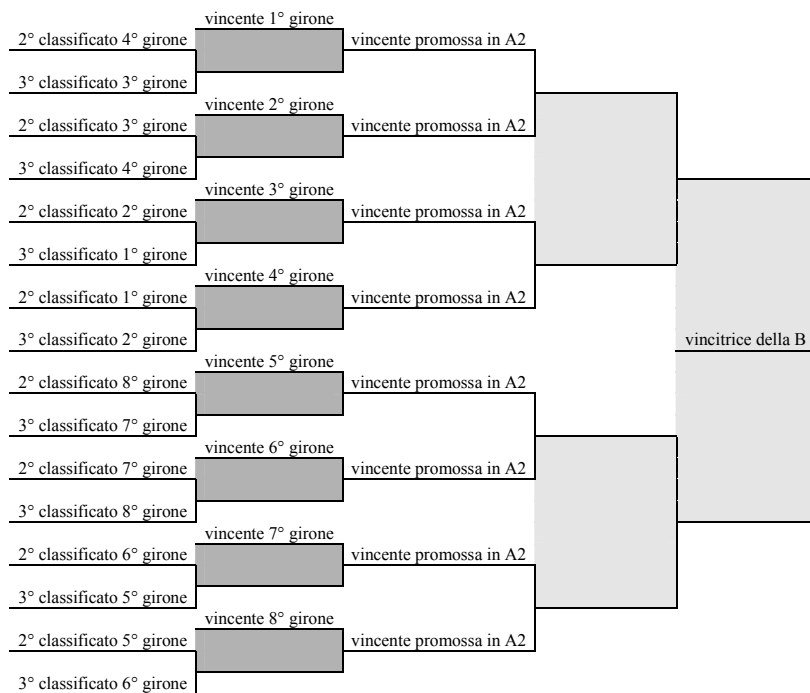 vincente 1° girone
2° classificato 4° girone vincente promossa in A2
3° classificato 3° girone
vincente 2° girone
2° classificato 3° girone vincente promossa in A2
3° classificato 4° girone
vincente 3° girone
2° classificato 2° girone vincente promossa in A2
3° classificato 1° girone
vincente 4° girone
2° classificato 1° girone vincente promossa in A2
3° classificato 2° girone vincitrice della B
vincente 5° girone
2° classificato 8° girone vincente promossa in A2
3° classificato 7° girone
vincente 6° girone
2° classificato 7° girone vincente promossa in A2
3° classificato 8° girone
vincente 7° girone
2° classificato 6° girone vincente promossa in A2
3° classificato 5° girone
vincente 8° girone
2° classificato 5° girone vincente promossa in A2
3° classificato 6° girone